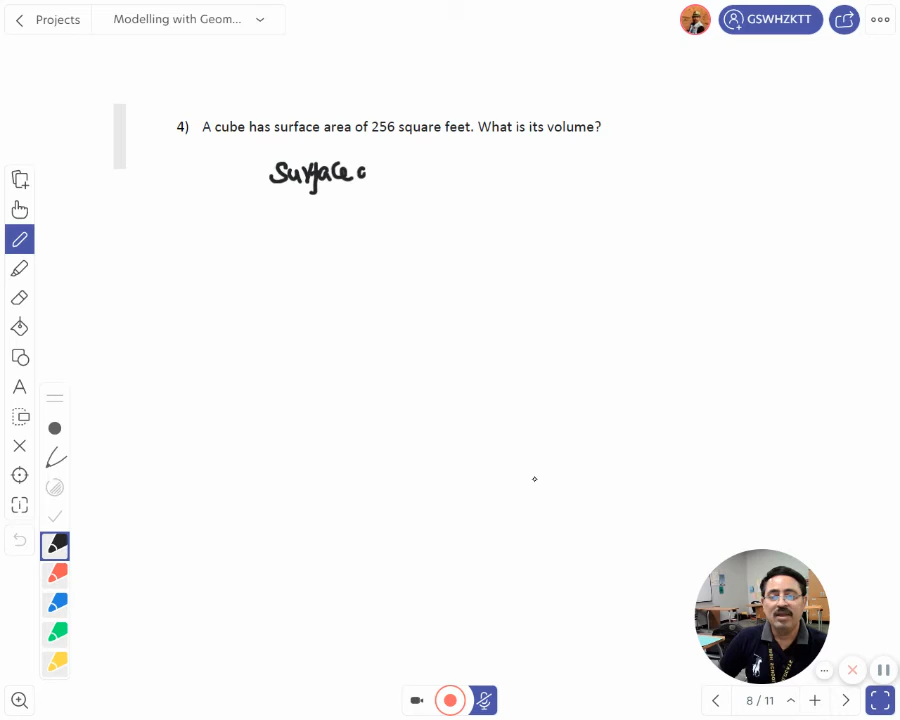 Projects
Modelling with Geom...
GSWHZKTT
4) A cube has surface area of 256 square feet. What is its volume?
Surface a
A
8 / 11